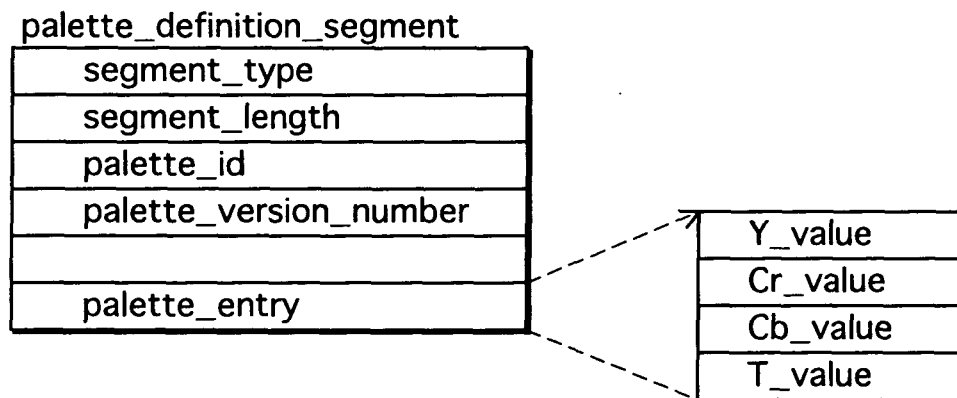 palette_definition_segment
segment_type
segment_length
palette_id
palette_version_number
palette_entry
Y_value
Cr_value
Cb_value
T_value